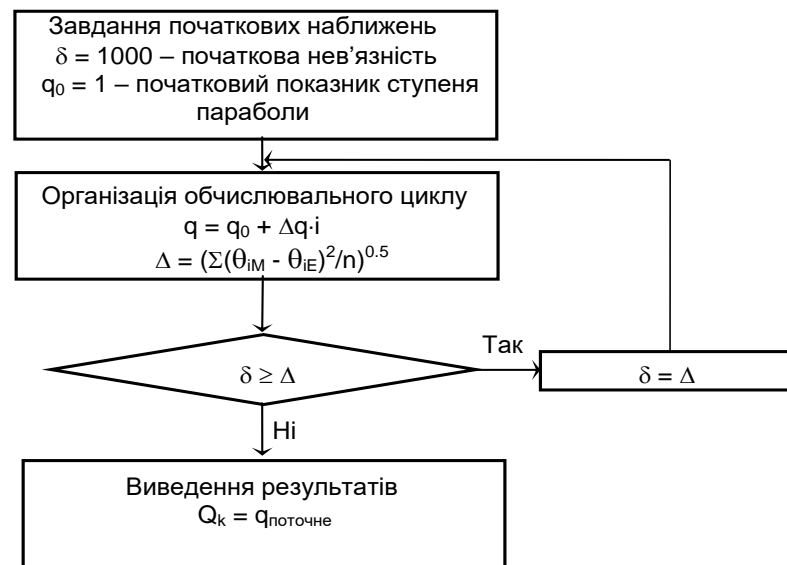 Завдання початкових наближень
δ = 1000 – початкова нев’язність
q₀ = 1 – початковий показник ступеня
параболи
Організація обчислювального циклу
q = q₀ + Δq·i
Δ = (Σ(θiM - θiE)²/n)⁰·⁵
δ ≥ Δ
Так
δ = Δ
Ні
Виведення результатів
Qk = qпоточне